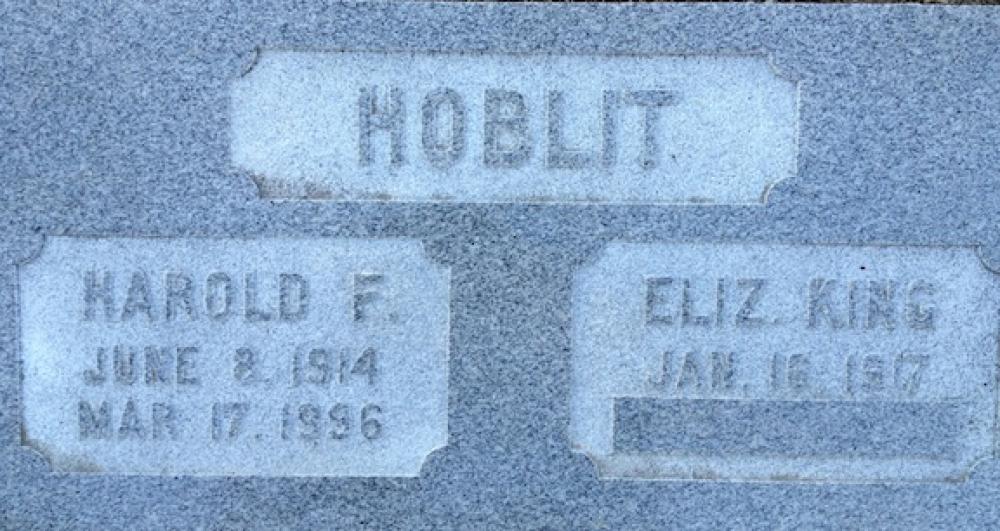 HOBLIT
HAROLD F.
JUNE 8. 1914
MAR 17. 1996
ELIZ. KING
JAN. 16. 1917